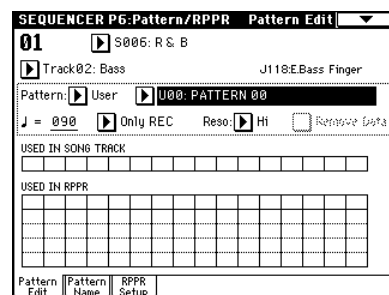 SEQUENCER P6:Pattern/RPPR Pattern Edit
01 S006: R & B
Track02: Bass J118:E.Bass Finger
Pattern: User U00: PATTERN 00
♩ = 090 Only REC Reso: Hi Remove Data
USED IN SONG TRACK
USED IN RPPR
Pattern Edit Pattern Name RPPR Setup